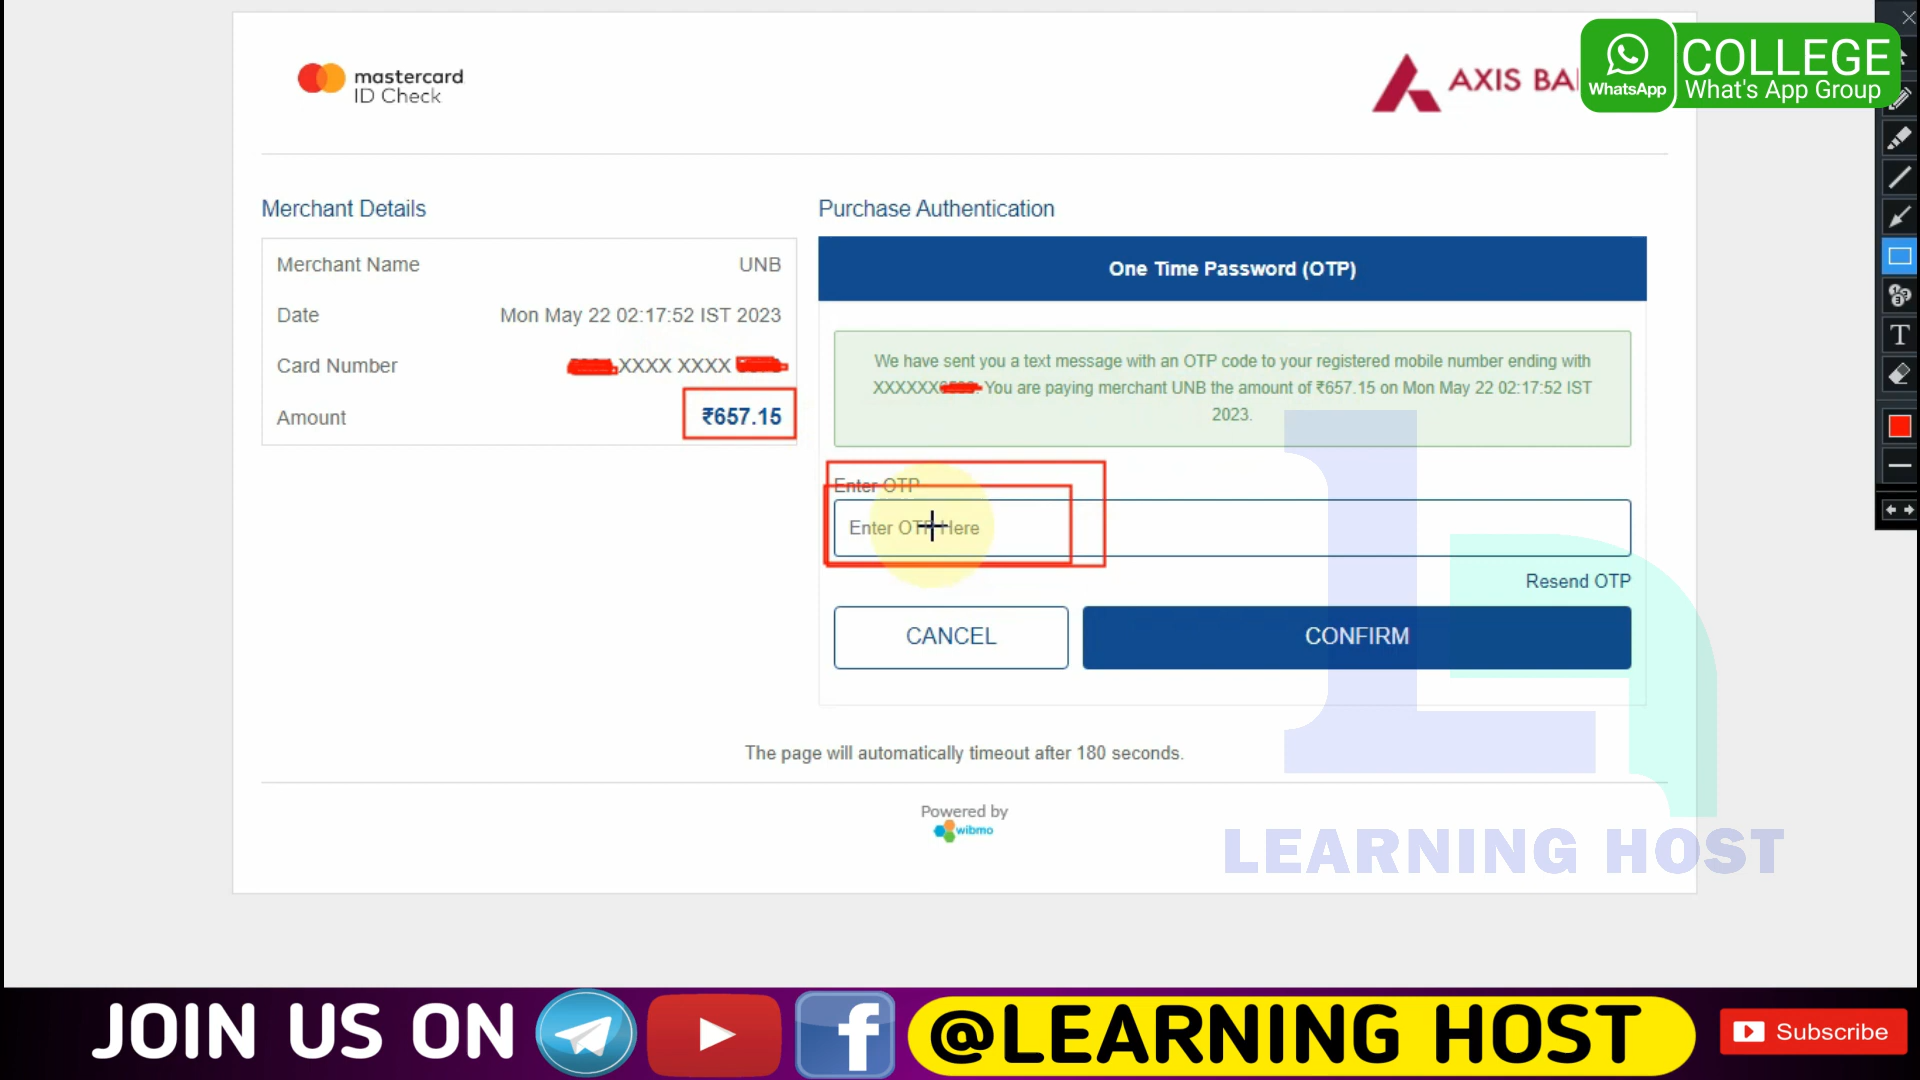 mastercard
ID Check
AXIS BA
WhatsApp
COLLEGE
What's App Group
Merchant Details
Merchant Name UNB
Date Mon May 22 02:17:52 IST 2023
Card Number XXXX XXXX
Amount ₹657.15
Purchase Authentication
One Time Password (OTP)
We have sent you a text message with an OTP code to your registered mobile number ending with
XXXXXX You are paying merchant UNB the amount of ₹657.15 on Mon May 22 02:17:52 IST
2023.
Enter OTP
Enter OTP Here
Resend OTP
CANCEL
CONFIRM
The page will automatically timeout after 180 seconds.
Powered by
wibmo
LEARNING HOST
T
JOIN US ON
f
@LEARNING HOST
Subscribe